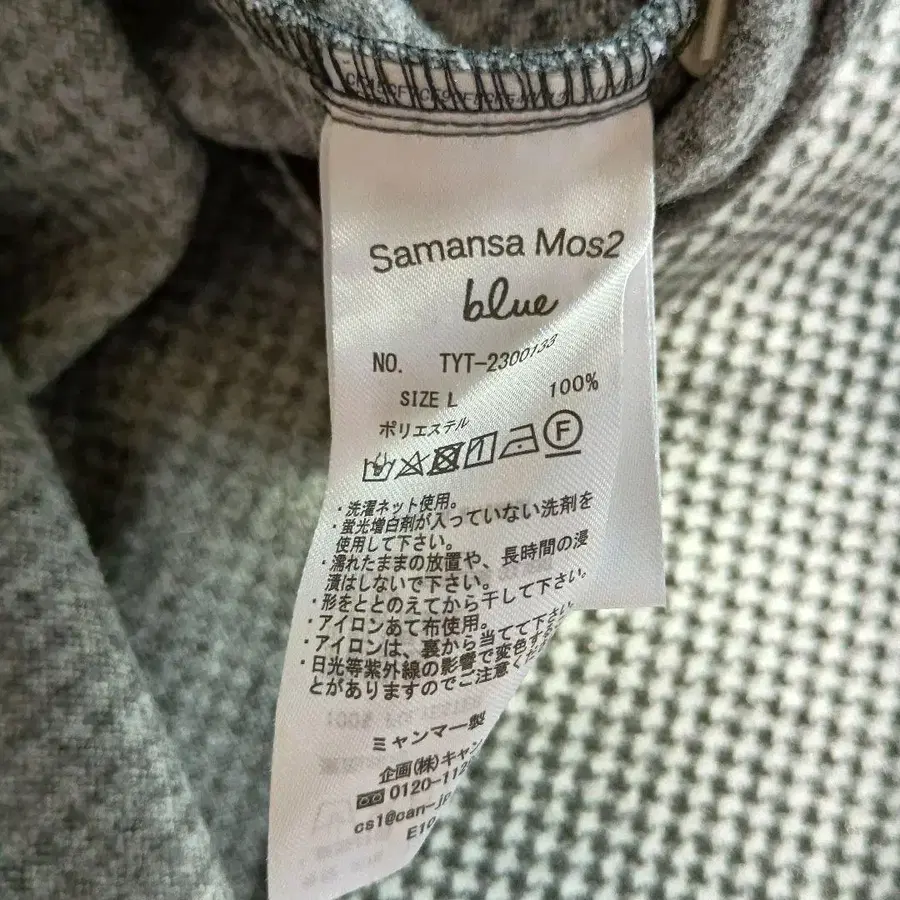 Samansa Mos2
blue
NO. TYT-2300133
SIZE L
ポリエステル 100%
F
・洗濯ネット使用。
・蛍光増白剤が入っていない洗剤を
使用して下さい。
・濡れたままの放置や、長時間の浸
漬はしないで下さい。
・形をととのえてから干して下さい。
・アイロンあて布使用。
・アイロンは、裏から当てて下さい
・日光等紫外線の影響で変色する
とがありますのでご注意くだ
ミャンマー製
企画(株)キャン
0120-112
cs1@can-jp
E10